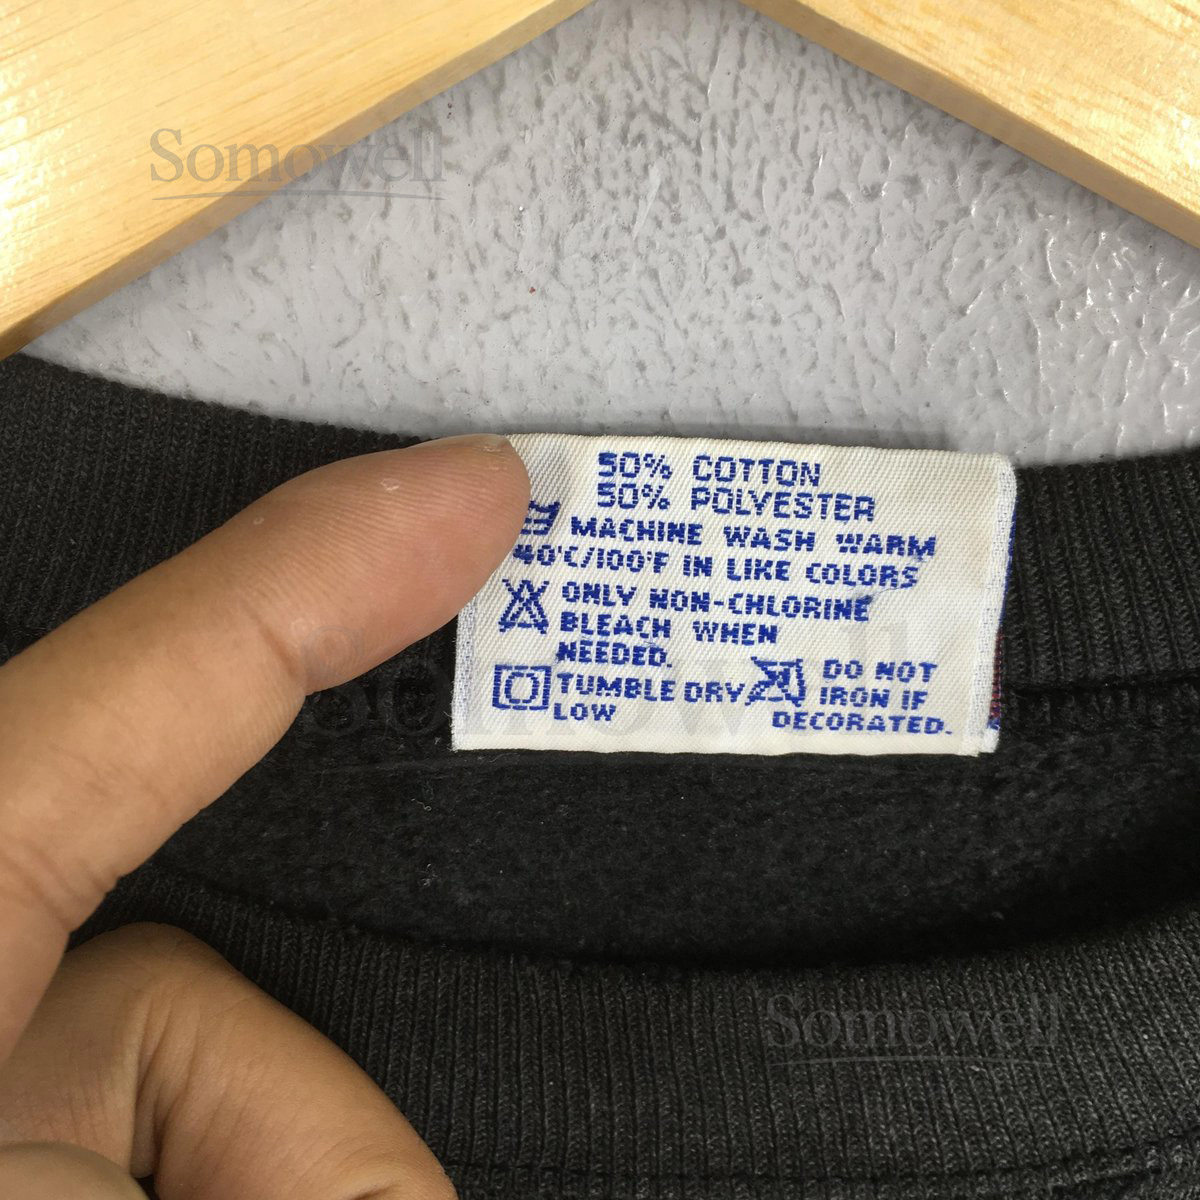 Somowell
50% COTTON
50% POLYESTER
MACHINE WASH WARM
40°C/100°F IN LIKE COLORS
ONLY NON-CHLORINE
BLEACH WHEN
NEEDED.
TUMBLE DRY
LOW
DO NOT
IRON IF
DECORATED.
Somowell
Somowell